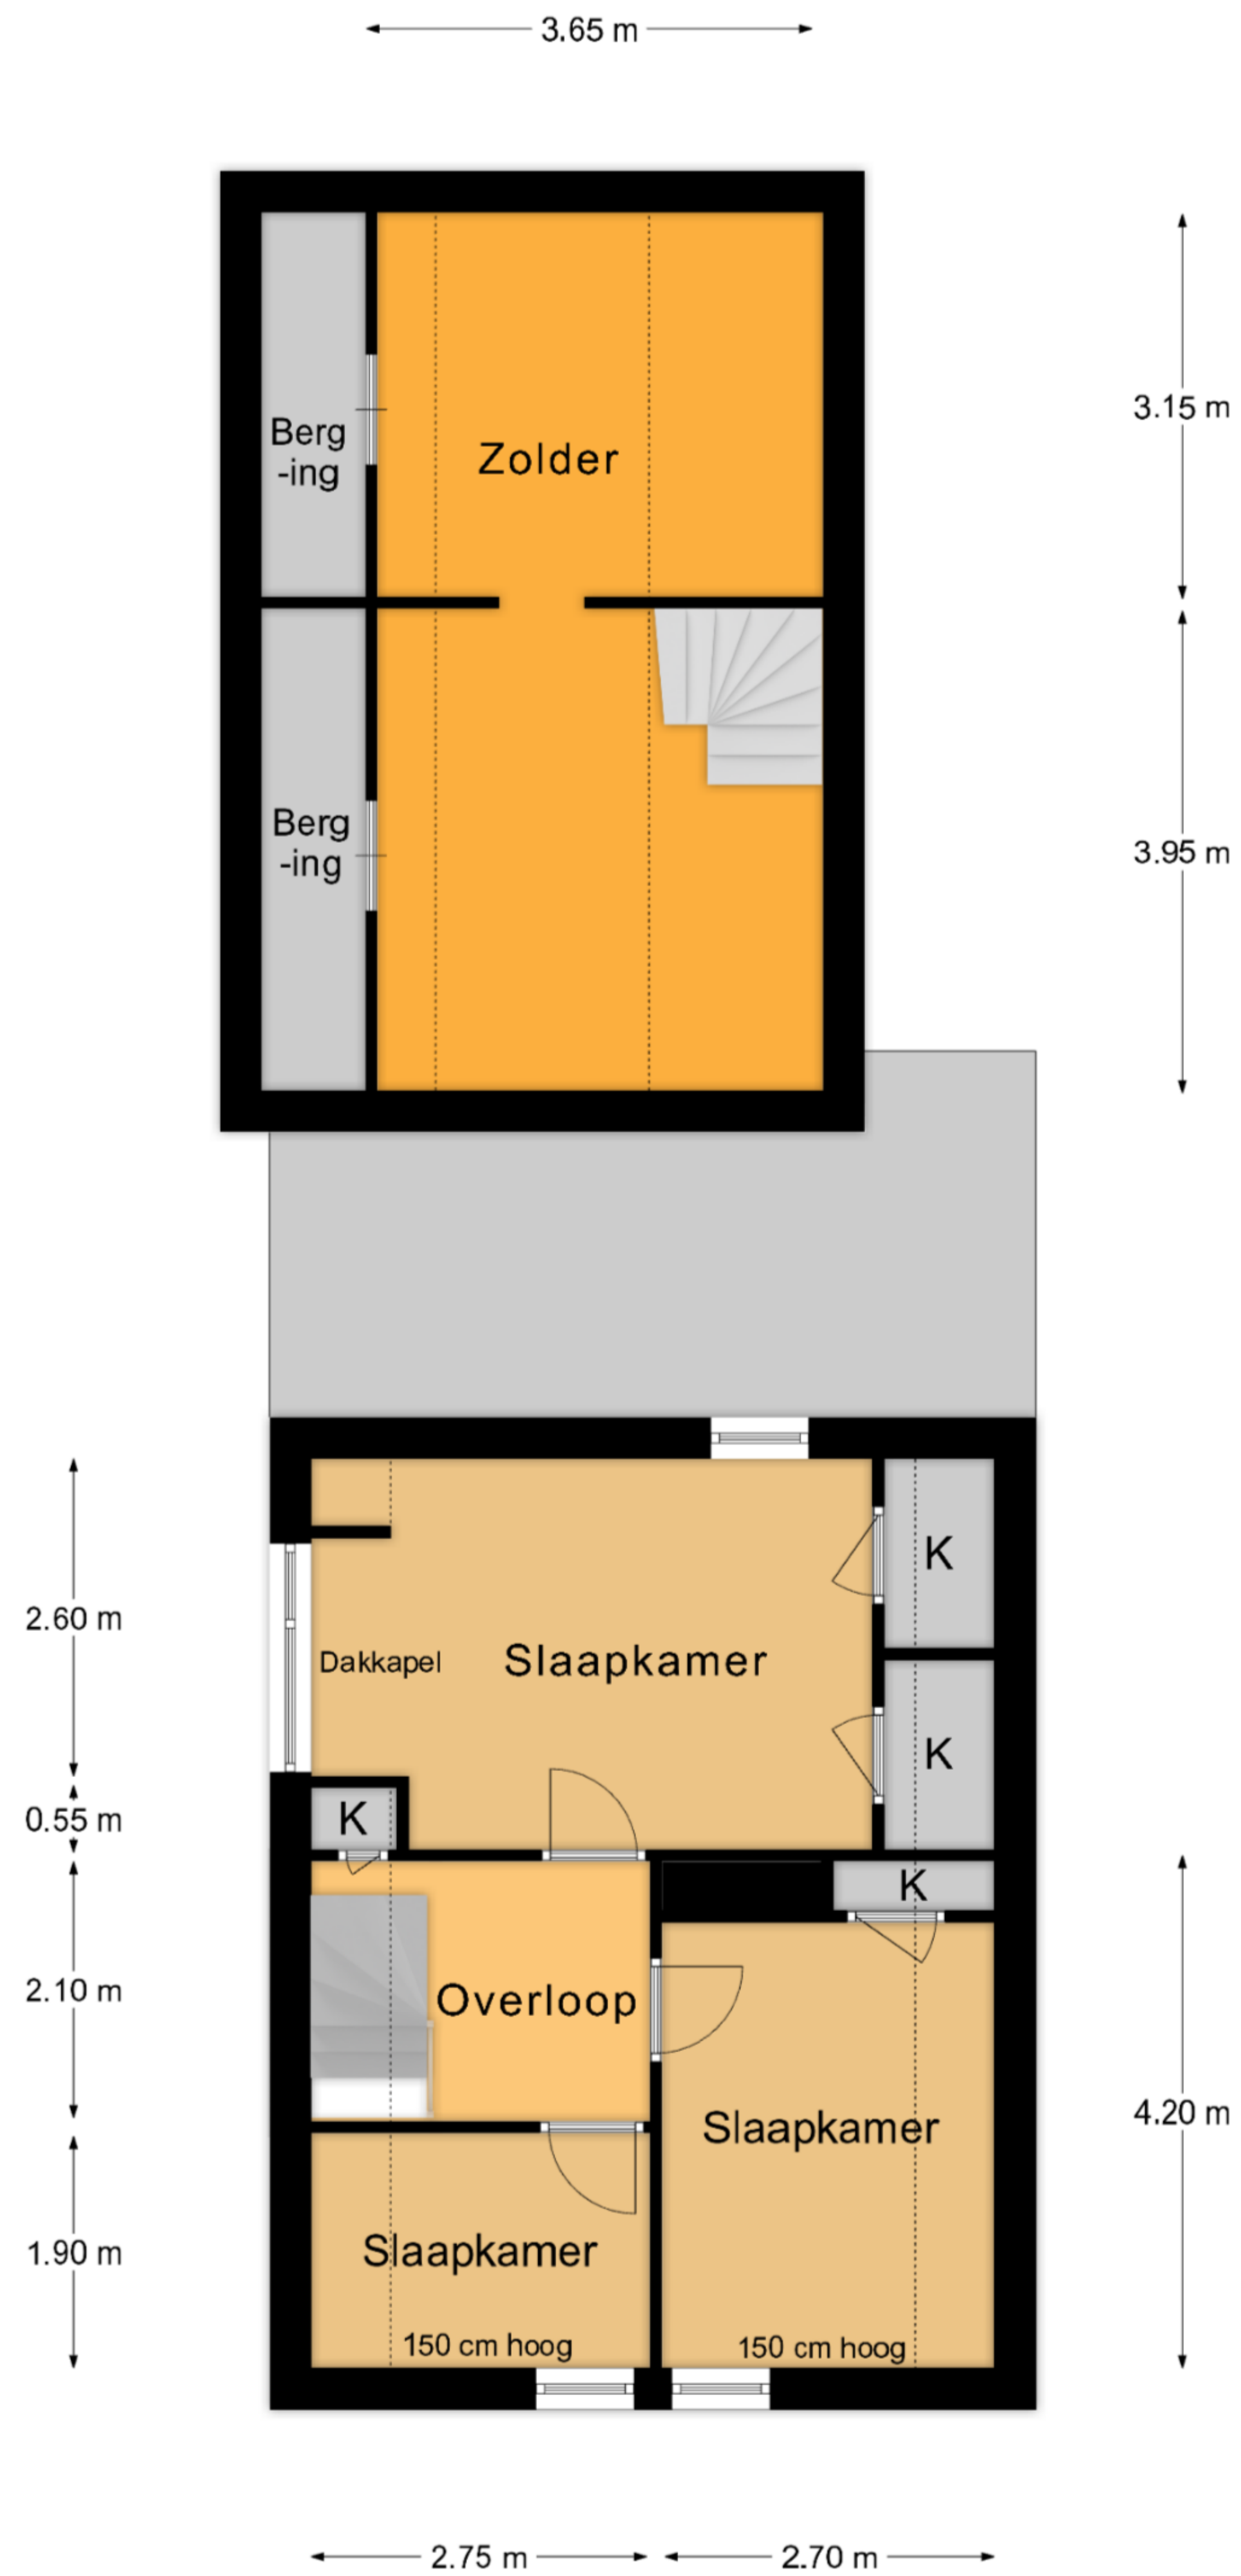 3.65 m
3.15 m
Berg
-ing
Zolder
Berg
-ing
3.95 m
K
2.60 m
Dakkapel
Slaapkamer
K
0.55 m
K
K
2.10 m
Overloop
4.20 m
Slaapkamer
1.90 m
Slaapkamer
150 cm hoog
150 cm hoog
2.75 m
2.70 m